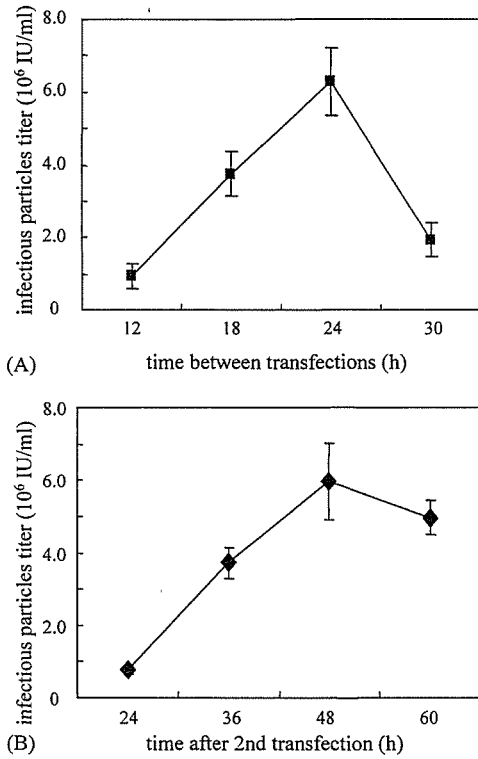 8.0
6.0
4.0
2.0
0
infectious particles titer (10⁶ IU/ml)
12 18 24 30
(A) time between transfections (h)
8.0
6.0
4.0
2.0
0
infectious particles titer (10⁶ IU/ml)
24 36 48 60
(B) time after 2nd transfection (h)